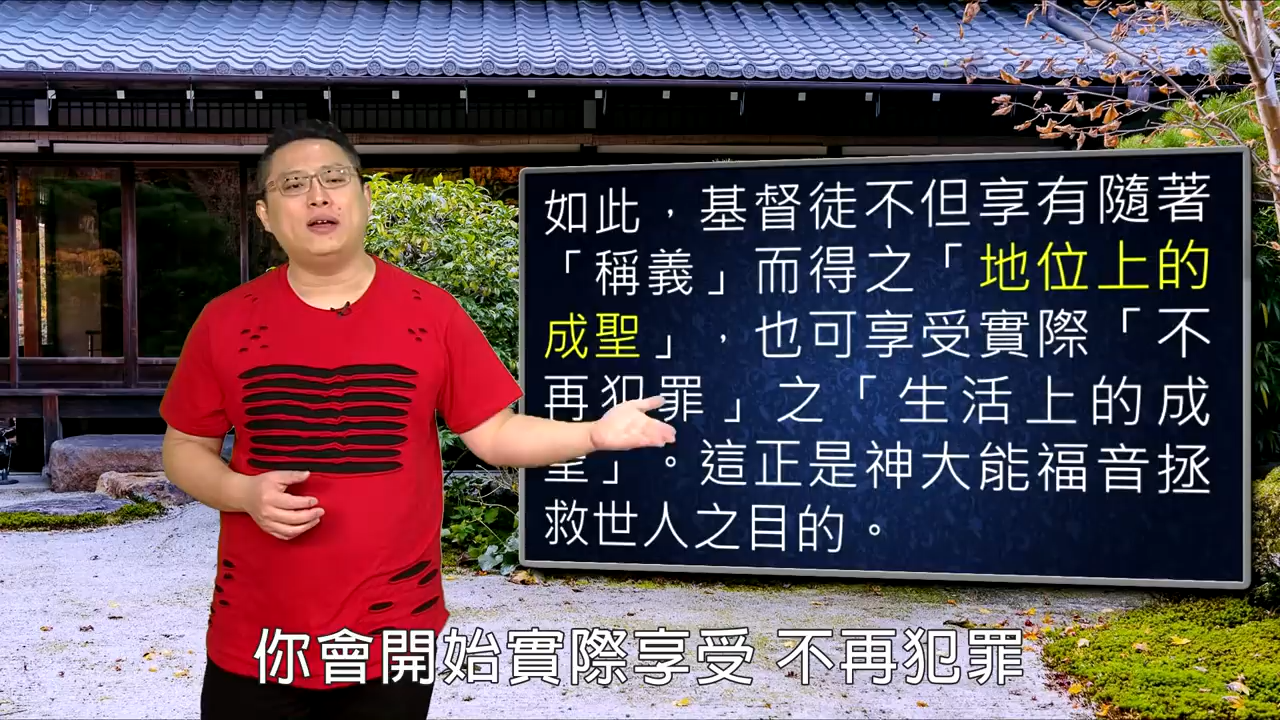 如此，基督徒不但享有隨著
「稱義」而得之「地位上的
成聖」，也可享受實際「不
再犯罪」之「生活上的成
聖」。這正是神大能福音拯
救世人之目的。
你會開始實際享受 不再犯罪